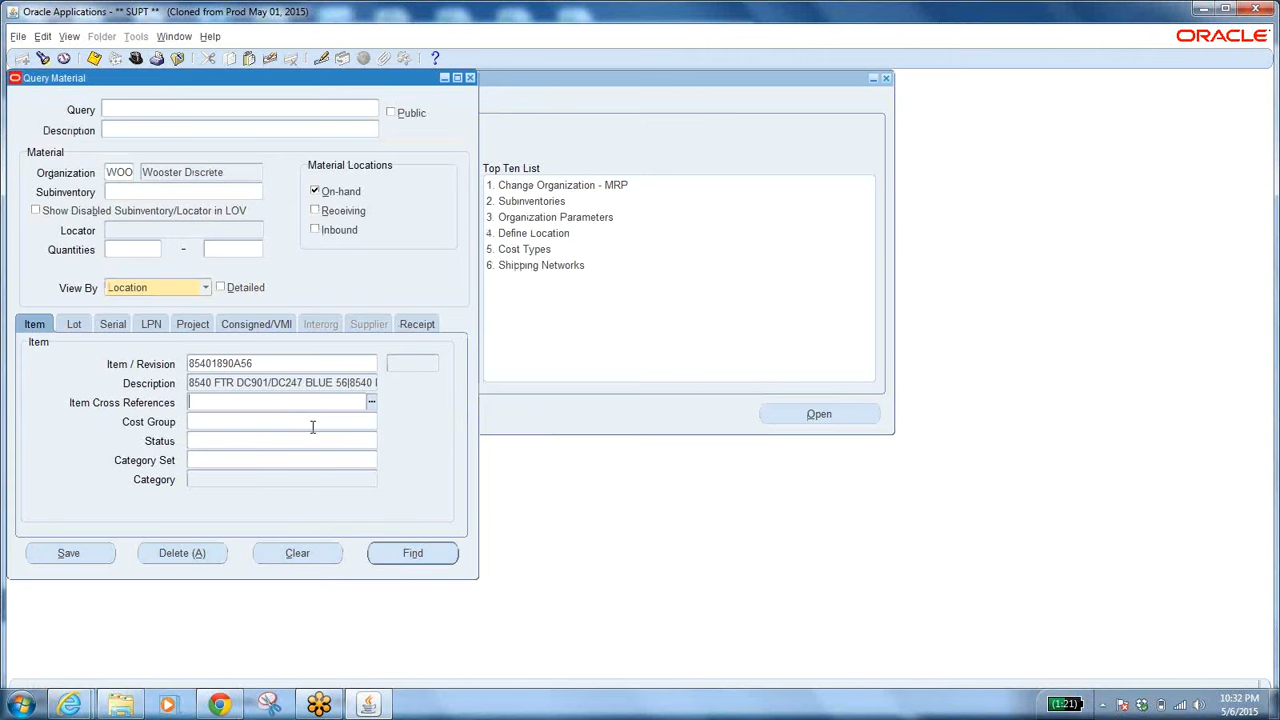 Oracle Applications - ** SUPT ** (Cloned from Prod May 01, 2015)
File Edit View Folder Tools Window Help
ORACLE
Query Material
Query
Public
Description
Material
Organization WOO Wooster Discrete
Subinventory
Show Disabled Subinventory/Locator in LOV
Locator
Quantities -
Material Locations
On-hand
Receiving
Inbound
View By Location Detailed
Item Lot Serial LPN Project Consigned/VMI Interorg Supplier Receipt
Item
Item / Revision 85401890A56
Description 8540 FTR DC901/DC247 BLUE 56|8540
Item Cross References
Cost Group
Status
Category Set
Category
Save Delete (A) Clear Find
Top Ten List
1. Change Organization - MRP
2. Subinventories
3. Organization Parameters
4. Define Location
5. Cost Types
6. Shipping Networks
Open
(1:21)
10:32 PM
5/6/2015